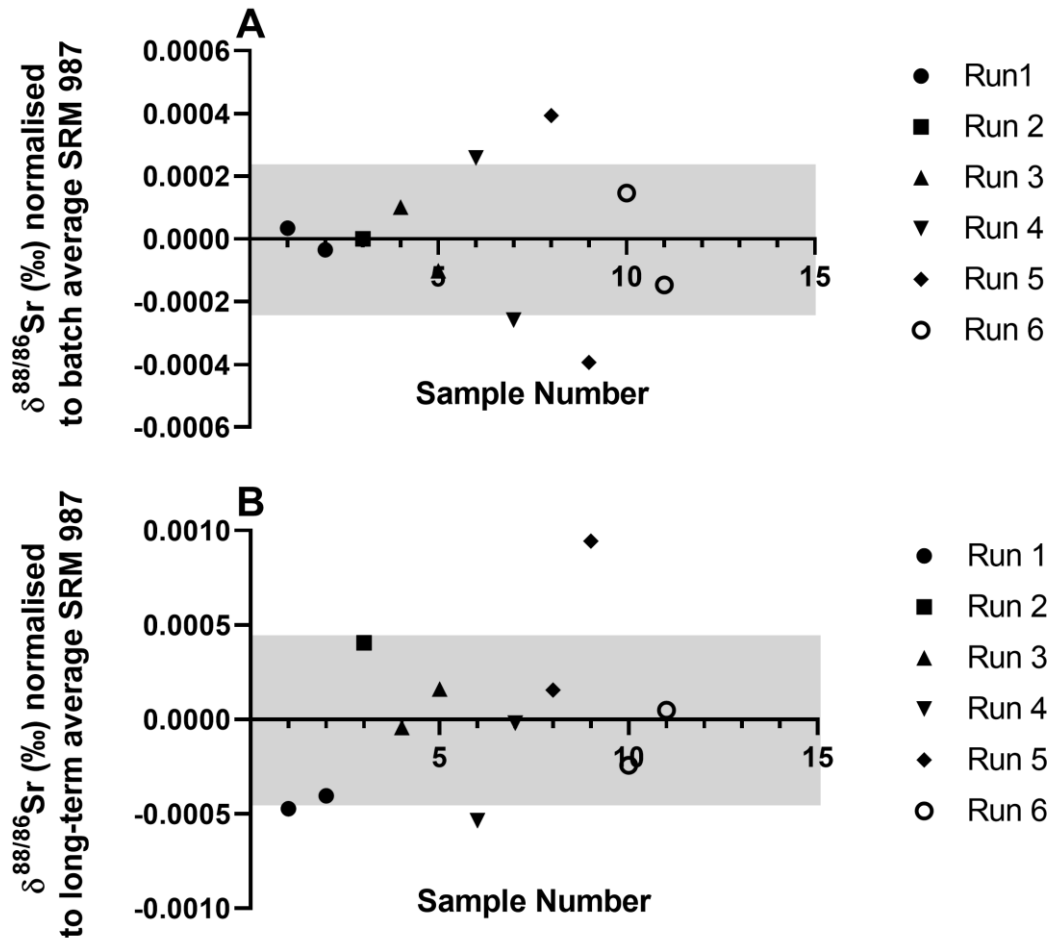 A
δ88/86Sr (‰) normalised
to batch average SRM 987
0.0006
0.0004
0.0002
0.0000
-0.0002
-0.0004
-0.0006
5
10
15
Sample Number
Run1
Run 2
Run 3
Run 4
Run 5
Run 6
B
δ88/86Sr (‰) normalised
to long-term average SRM 987
0.0010
0.0005
0.0000
-0.0005
-0.0010
5
10
15
Sample Number
Run 1
Run 2
Run 3
Run 4
Run 5
Run 6